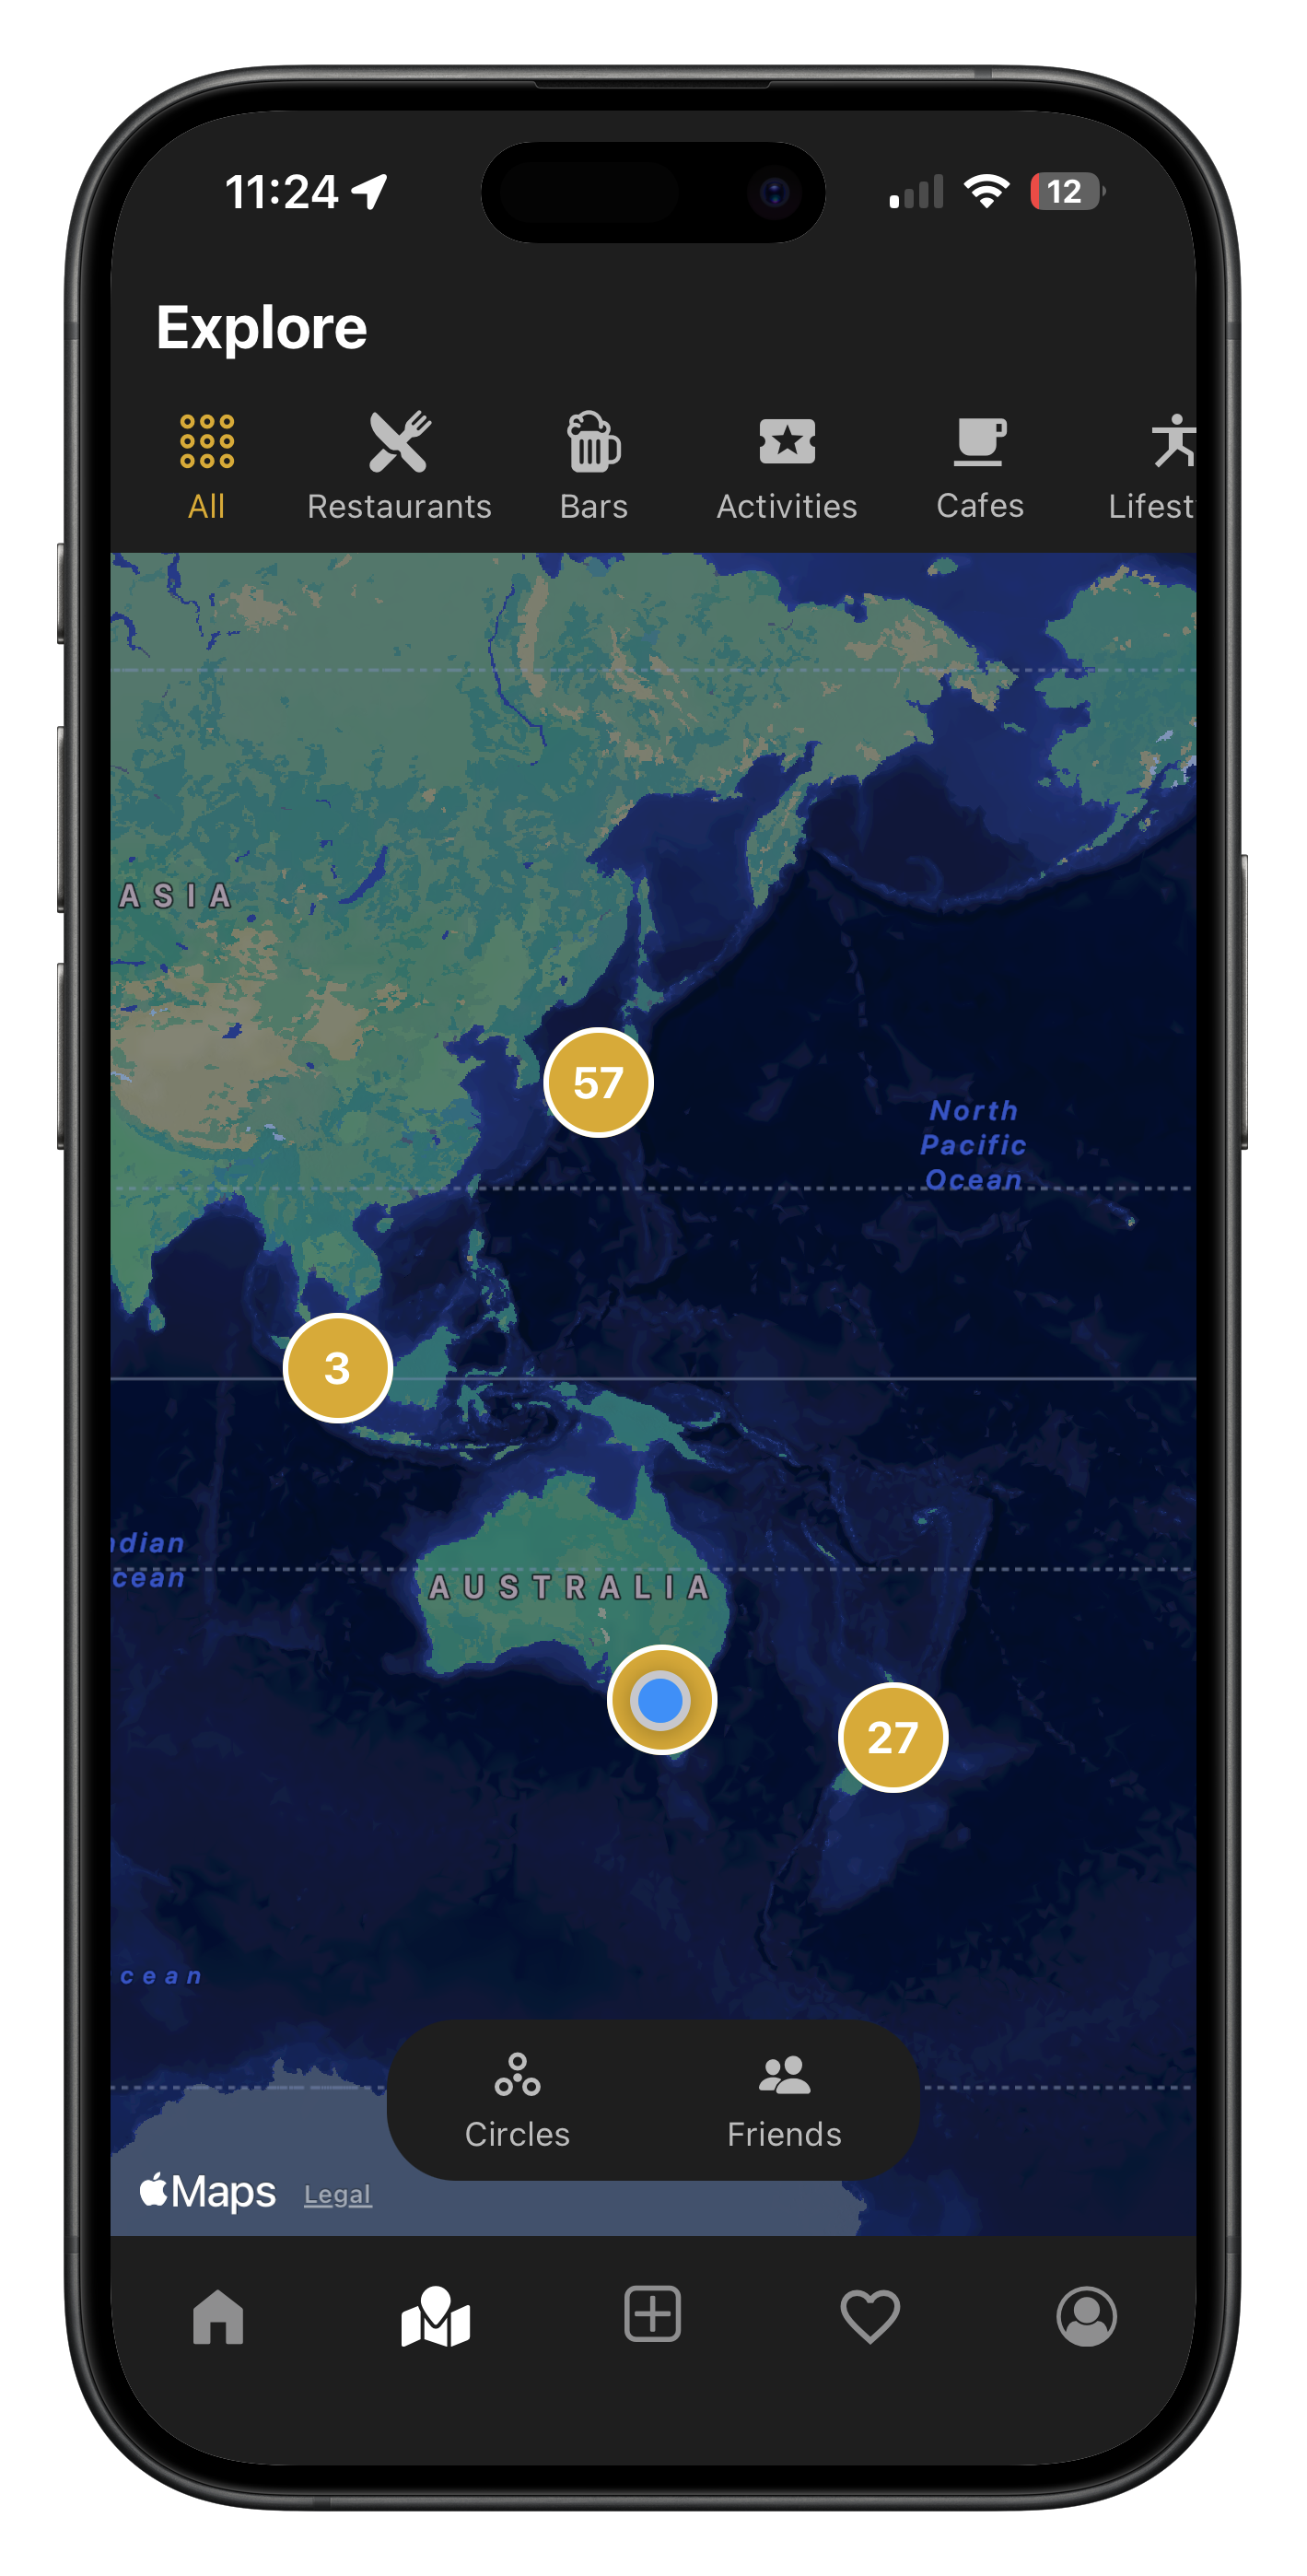 11:24
12
Explore
All Restaurants Bars Activities Cafes Lifest
ASIA
57
North
Pacific
Ocean
3
ndian
cean
AUSTRALIA
27
cean
Circles Friends
Maps Legal